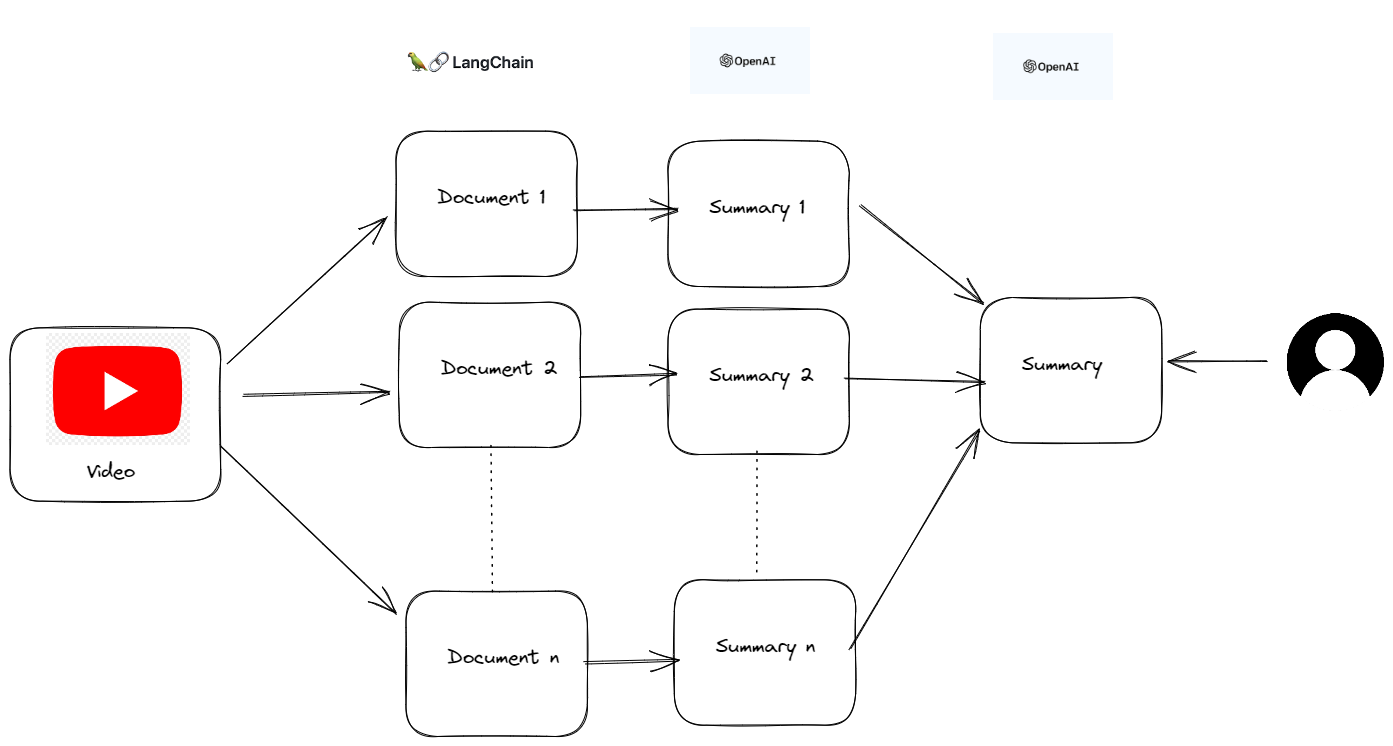 LangChain
OpenAI
OpenAI
Document 1
Summary 1
Document 2
Summary 2
Summary
Video
Document n
Summary n